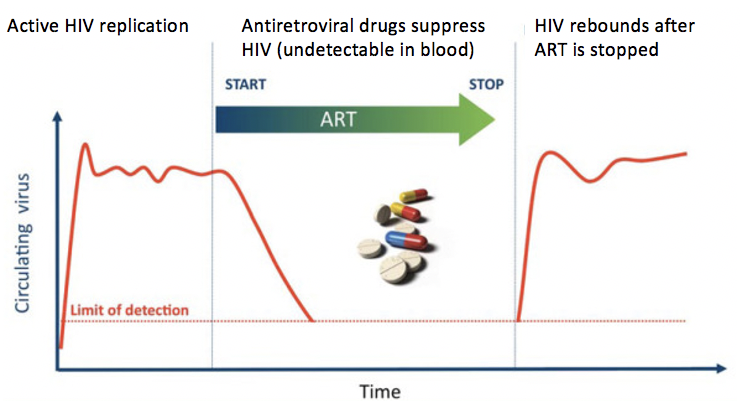 Active HIV replication
Antiretroviral drugs suppress
HIV (undetectable in blood)
HIV rebounds after
ART is stopped
START
STOP
ART
Circulating virus
Limit of detection
Time